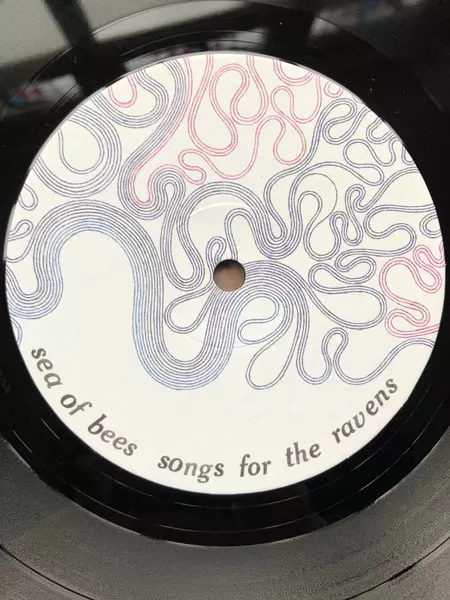 sea of bees songs for the ravens